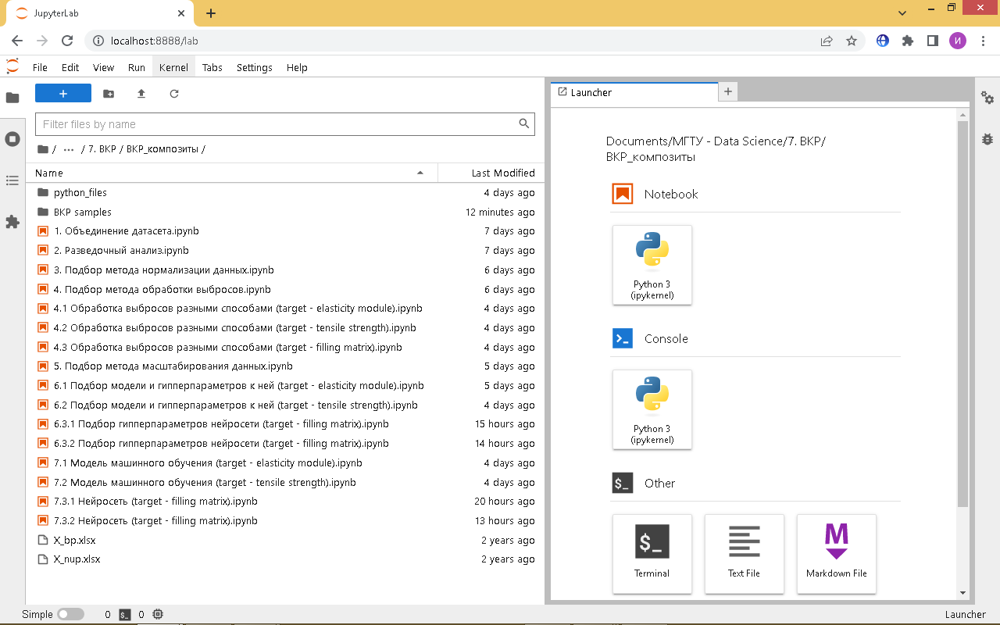 JupyterLab
localhost:8888/lab
И
File Edit View Run Kernel Tabs Settings Help
Filter files by name
/ ··· / 7. ВКР / ВКР_композиты /
Name Last Modified
python_files 4 days ago
ВКР samples 12 minutes ago
1. Объединение датасета.ipynb 7 days ago
2. Разведочный анализ.ipynb 7 days ago
3. Подбор метода нормализации данных.ipynb 6 days ago
4. Подбор метода обработки выбросов.ipynb 6 days ago
4.1 Обработка выбросов разными способами (target - elasticity module).ipynb 4 days ago
4.2 Обработка выбросов разными способами (target - tensile strength).ipynb 4 days ago
4.3 Обработка выбросов разными способами (target - filling matrix).ipynb 4 days ago
5. Подбор метода масштабирования данных.ipynb 5 days ago
6.1 Подбор модели и гипперпараметров к ней (target - elasticity module).ipynb 5 days ago
6.2 Подбор модели и гипперпараметров к ней (target - tensile strength).ipynb 4 days ago
6.3.1 Подбор гипперпараметров нейросети (target - filling matrix).ipynb 15 hours ago
6.3.2 Подбор гипперпараметров нейросети (target - filling matrix).ipynb 14 hours ago
7.1 Модель машинного обучения (target - elasticity module).ipynb 4 days ago
7.2 Модель машинного обучения (target - tensile strength).ipynb 4 days ago
7.3.1 Нейросеть (target - filling matrix).ipynb 20 hours ago
7.3.2 Нейросеть (target - filling matrix).ipynb 13 hours ago
X_bp.xlsx 2 years ago
X_nup.xlsx 2 years ago
Launcher
Documents/МГТУ - Data Science/7. ВКР/
ВКР_композиты
Notebook
Python 3
(ipykernel)
Console
Python 3
(ipykernel)
Other
$_
$_ M
Terminal Text File Markdown File
Simple 0 $_ 0 Launcher